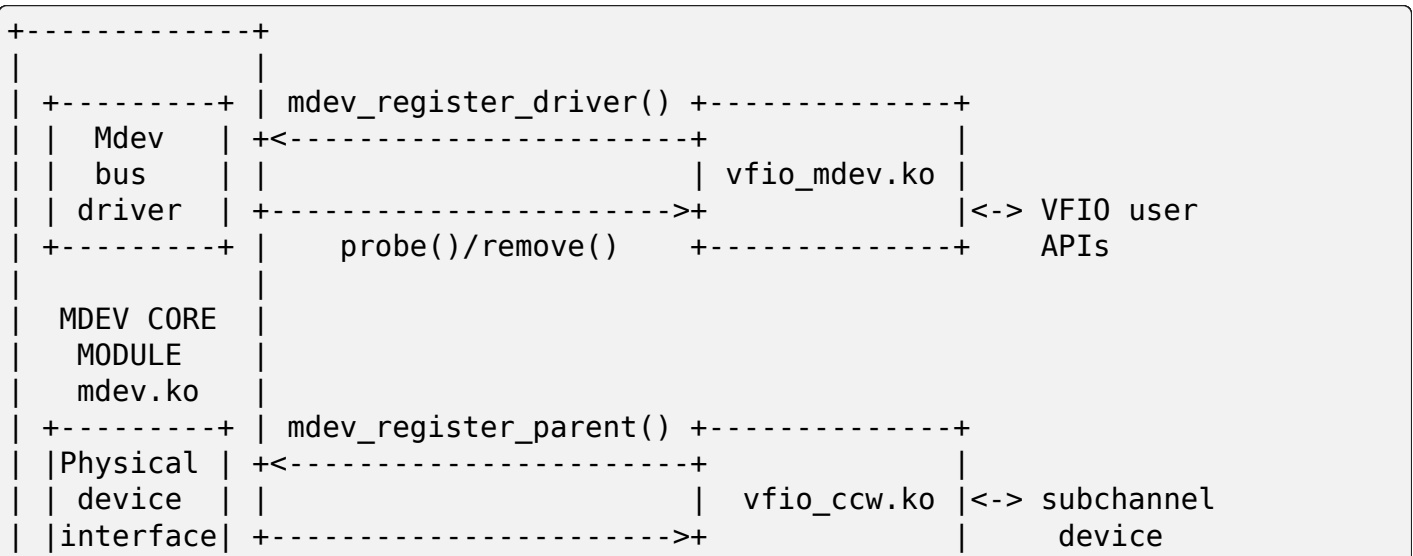 +-------------+
|             |
| +---------+ | mdev_register_driver() +--------------+
| |  Mdev   | +<-----------------------+              |
| |  bus    | |                        | vfio_mdev.ko |
| | driver  | +----------------------->+              |<-> VFIO user
| +---------+ |    probe()/remove()    +--------------+    APIs
|             |
|  MDEV CORE  |
|   MODULE    |
|   mdev.ko   |
| +---------+ | mdev_register_parent() +--------------+
| |Physical | +<-----------------------+              |
| | device  | |                        |  vfio_ccw.ko |<-> subchannel
| |interface| +----------------------->+              |     device